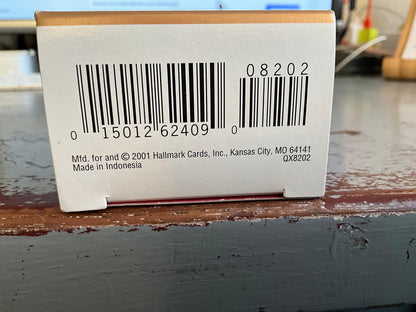 08202
0 15012 62409 0
Mfd. for and © 2001 Hallmark Cards, Inc., Kansas City, MO 64141
Made in Indonesia QX8202